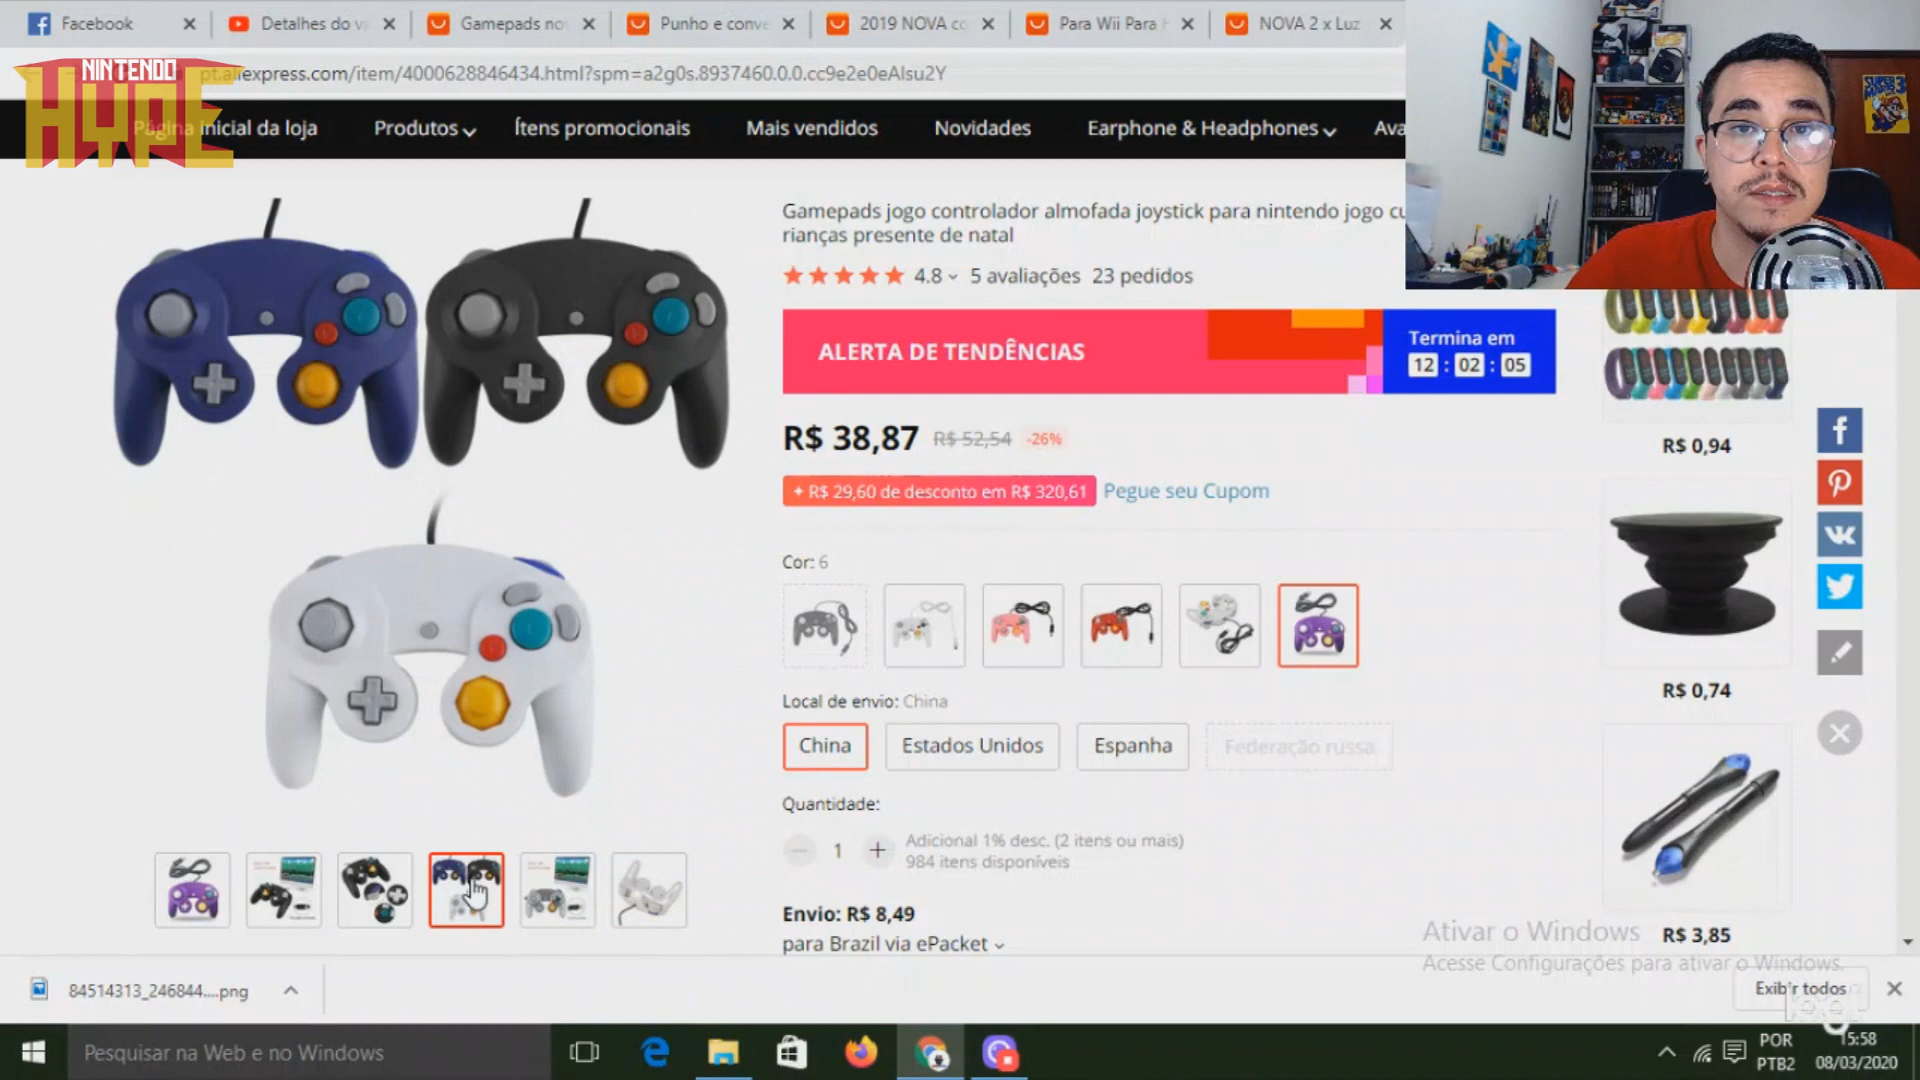 Facebook
Detalhes do v
Gamepads no
Punho e conve
2019 NOVA co
Para Wii Para
NOVA 2 x Luz
NINTENDO
HYPE
pt.aliexpress.com/item/4000628846434.html?spm=a2g0s.8937460.0.0.cc9e2e0eAlsu2Y
Página inicial da loja
Produtos
Ítens promocionais
Mais vendidos
Novidades
Earphone & Headphones
Ava
Gamepads jogo controlador almofada joystick para nintendo jogo cu
rianças presente de natal
4.8
5 avaliações
23 pedidos
ALERTA DE TENDÊNCIAS
Termina em
12 : 02 : 05
R$ 38,87
R$ 52,54
-26%
R$ 29,60 de desconto em R$ 320,61
Pegue seu Cupom
Cor: 6
Local de envio: China
China
Estados Unidos
Espanha
Federação russa
Quantidade:
1
Adicional 1% desc. (2 itens ou mais)
984 itens disponíveis
Envio: R$ 8,49
para Brazil via ePacket
R$ 0,94
R$ 0,74
R$ 3,85
Ativar o Windows
Acesse Configurações para ativar o Windows.
84514313_246844....png
Exibir todos
Pesquisar na Web e no Windows
POR
PTB2
15:58
08/03/2020